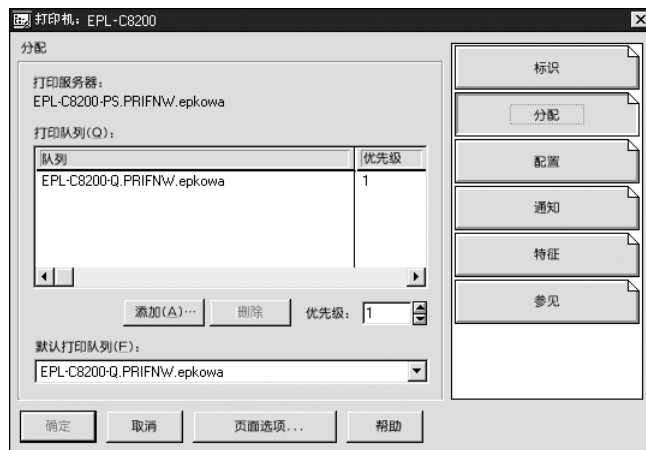 打印机: EPL-C8200
分配
打印服务器:
EPL-C8200-PS.PRIFNW.epkowa
打印队列(Q):
队列 优先级
EPL-C8200-Q.PRIFNW.epkowa 1
添加(A)… 删除 优先级: 1
默认打印队列(F):
EPL-C8200-Q.PRIFNW.epkowa
确定 取消 页面选项... 帮助
标识
分配
配置
通知
特征
参见